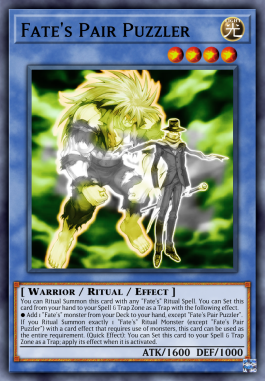 FATE'S PAIR PUZZLER
光
[ WARRIOR / RITUAL / EFFECT ]
You can Ritual Summon this card with any "Fate's" Ritual Spell. You can Set this
card from your hand to your Spell & Trap Zone as a Trap with the following effect.
● Add 1 "Fate's" monster from your Deck to your hand, except "Fate's Pair Puzzler".
If you Ritual Summon exactly 1 "Fate's" Ritual Monster (except "Fate's Pair
Puzzler") with a card effect that requires use of monsters, this card can be used as
the entire requirement. (Quick Effect): You can Set this card to your Spell &
Trap Zone; apply its effect when it is activated.
ATK/1600 DEF/1000